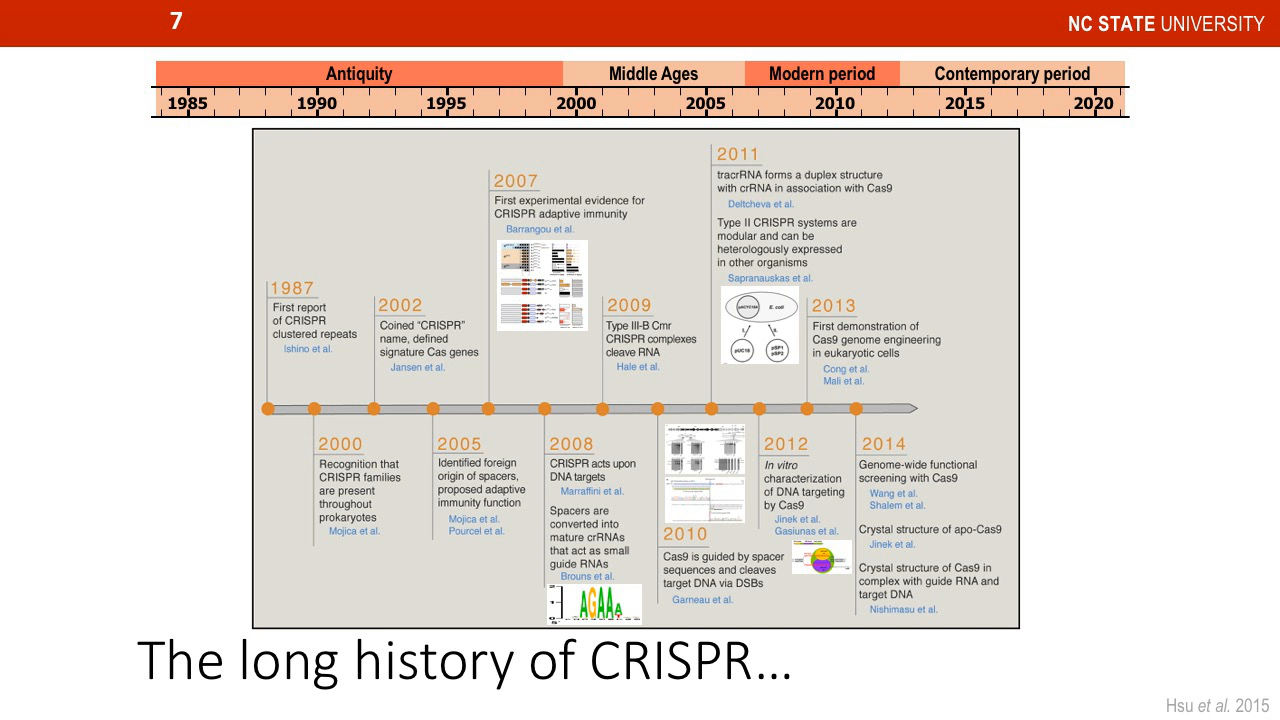 7
NC STATE UNIVERSITY
Antiquity
Middle Ages
Modern period
Contemporary period
1985 1990 1995 2000 2005 2010 2015 2020
1987
First report
of CRISPR
clustered repeats
Ishino et al.
2002
Coined “CRISPR”
name, defined
signature Cas genes
Jansen et al.
2007
First experimental evidence for
CRISPR adaptive immunity
Barrangou et al.
2009
Type III-B Cmr
CRISPR complexes
cleave RNA
Hale et al.
2011
tracrRNA forms a duplex structure
with crRNA in association with Cas9
Deltcheva et al.
Type II CRISPR systems are
modular and can be
heterologously expressed
in other organisms
Sapranauskas et al.
E. coli
pUC18
pSP1
pSP2
2013
First demonstration of
Cas9 genome engineering
in eukaryotic cells
Cong et al.
Mali et al.
2000
Recognition that
CRISPR families
are present
throughout
prokaryotes
Mojica et al.
2005
Identified foreign
origin of spacers,
proposed adaptive
immunity function
Mojica et al.
Pourcel et al.
2008
CRISPR acts upon
DNA targets
Marraffini et al.
Spacers are
converted into
mature crRNAs
that act as small
guide RNAs
Brouns et al.
AGAAA
2010
Cas9 is guided by spacer
sequences and cleaves
target DNA via DSBs
Garneau et al.
2012
In vitro
characterization
of DNA targeting
by Cas9
Jinek et al.
Gasiunas et al.
2014
Genome-wide functional
screening with Cas9
Wang et al.
Shalem et al.
Crystal structure of apo-Cas9
Jinek et al.
Crystal structure of Cas9 in
complex with guide RNA and
target DNA
Nishimasu et al.
The long history of CRISPR...
Hsu et al. 2015